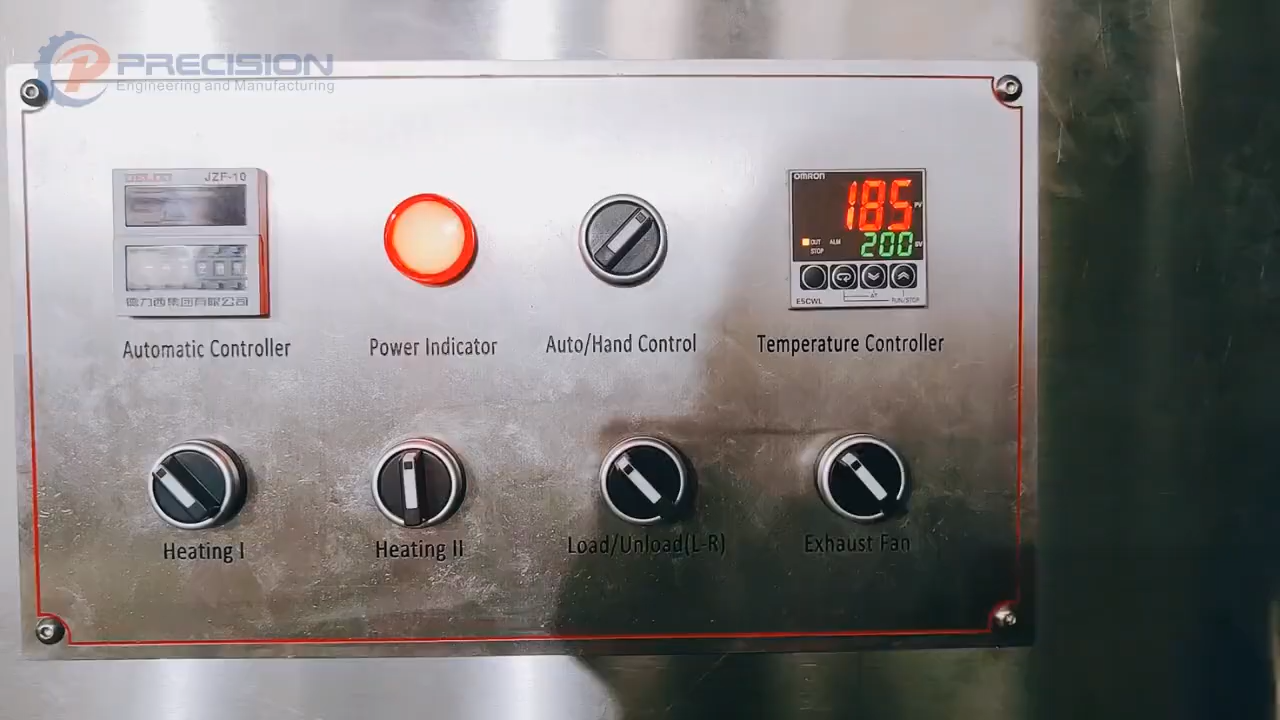 PRECISION
Engineering and Manufacturing
DELIXI JZF-10
德力西集团有限公司
Automatic Controller
Power Indicator
Auto/Hand Control
OMRON
185 PV
OUT ALM
STOP
200 SV
E5CWL
RUN/STOP
Temperature Controller
Heating I
Heating II
Load/Unload(L-R)
Exhaust Fan